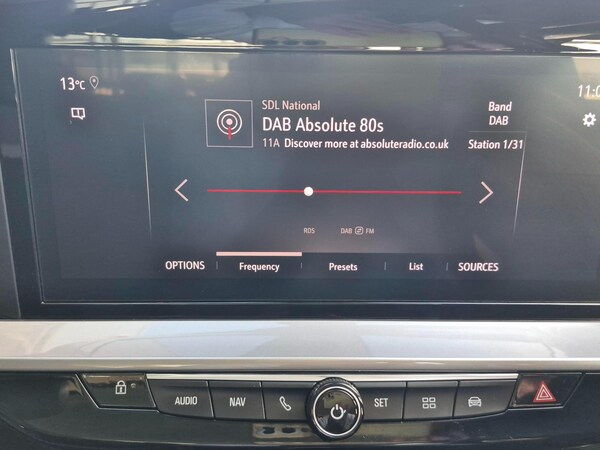 13°C
11:0
SDL National
DAB Absolute 80s
11A Discover more at absoluteradio.co.uk
Band
DAB
Station 1/31
RDS DAB FM
OPTIONS Frequency Presets List SOURCES
AUDIO NAV SET